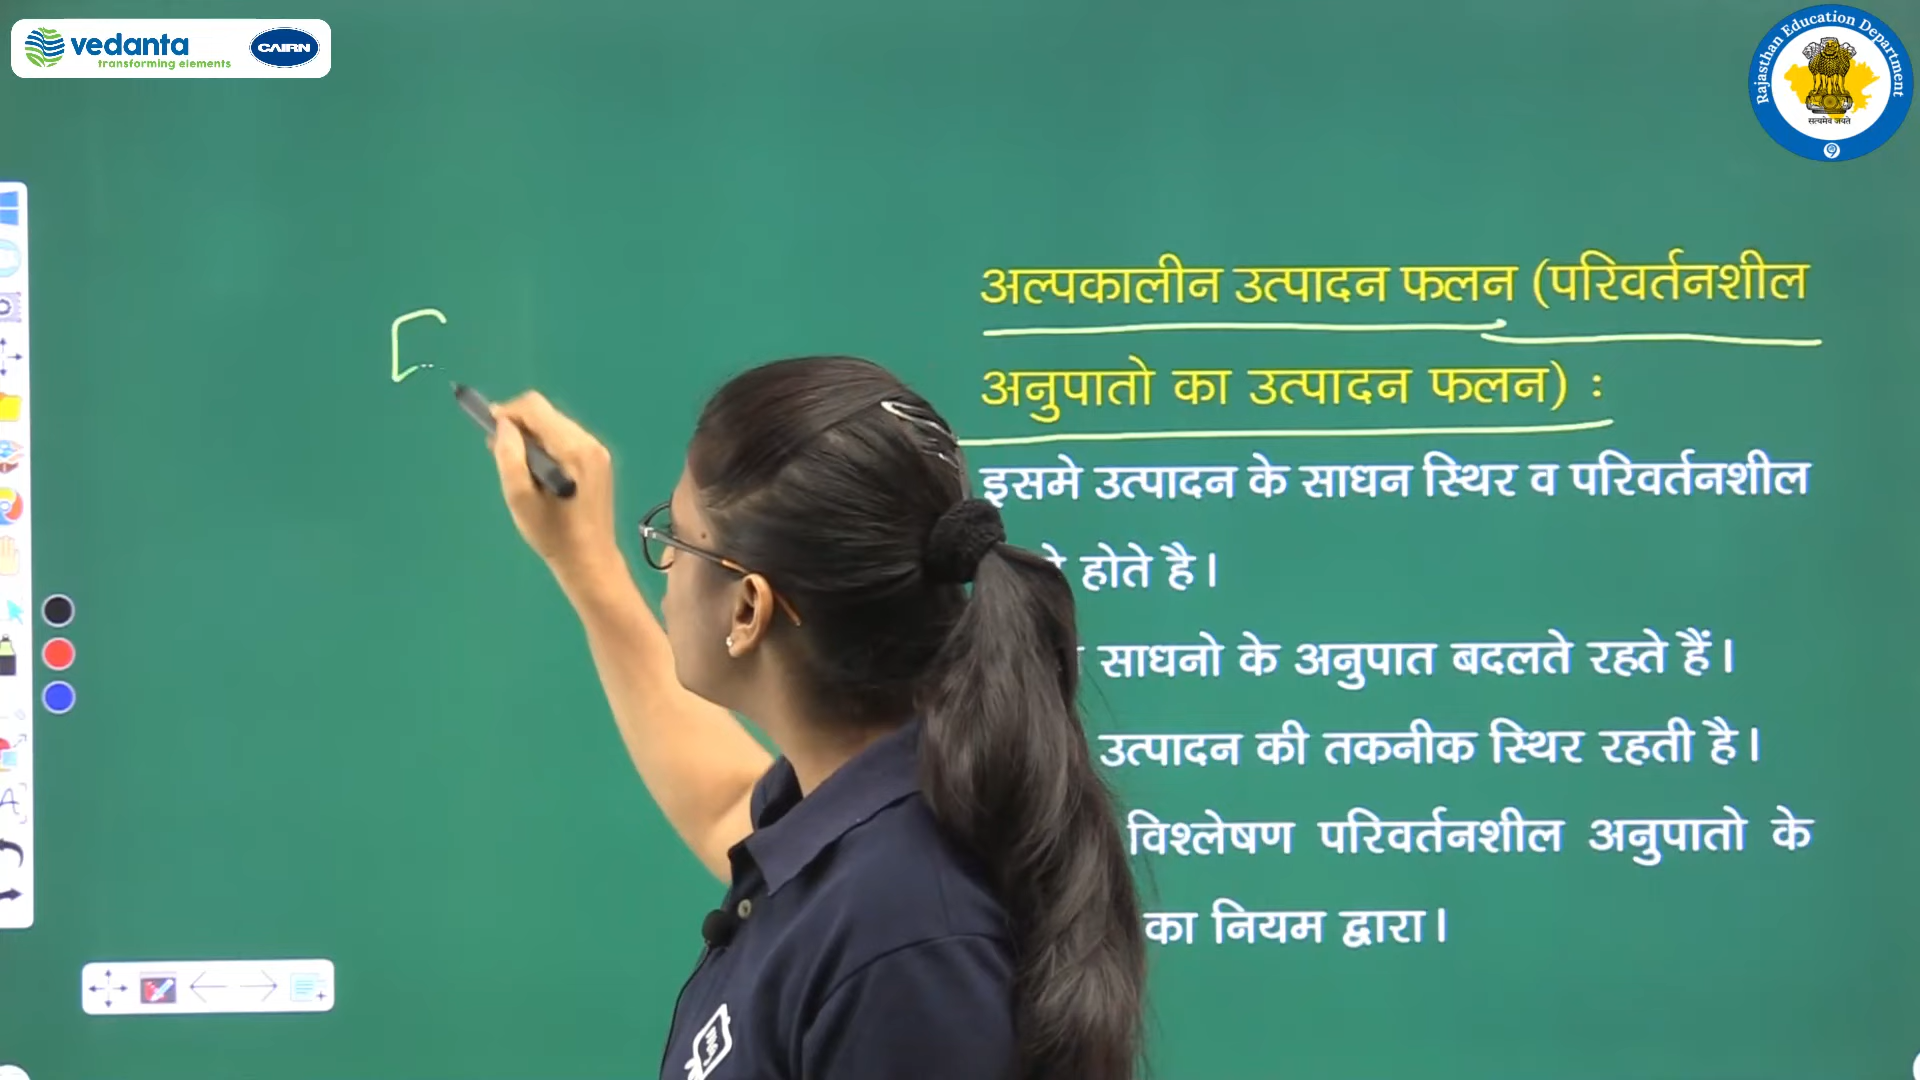 vedanta
transforming elements
CAIRN
Rajasthan Education Department
सत्यमेव जयते
अल्पकालीन उत्पादन फलन (परिवर्तनशील
अनुपातो का उत्पादन फलन) :
इसमे उत्पादन के साधन स्थिर व परिवर्तनशील
होते है।
साधनो के अनुपात बदलते रहते हैं।
उत्पादन की तकनीक स्थिर रहती है।
विश्लेषण परिवर्तनशील अनुपातो के
का नियम द्वारा।